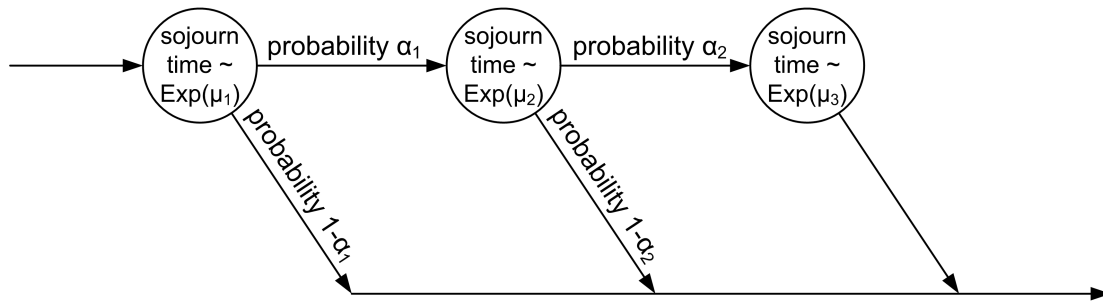 sojourn
time ~
Exp(μ₁)
probability α₁
sojourn
time ~
Exp(μ₂)
probability α₂
sojourn
time ~
Exp(μ₃)
probability 1-α₁
probability 1-α₂